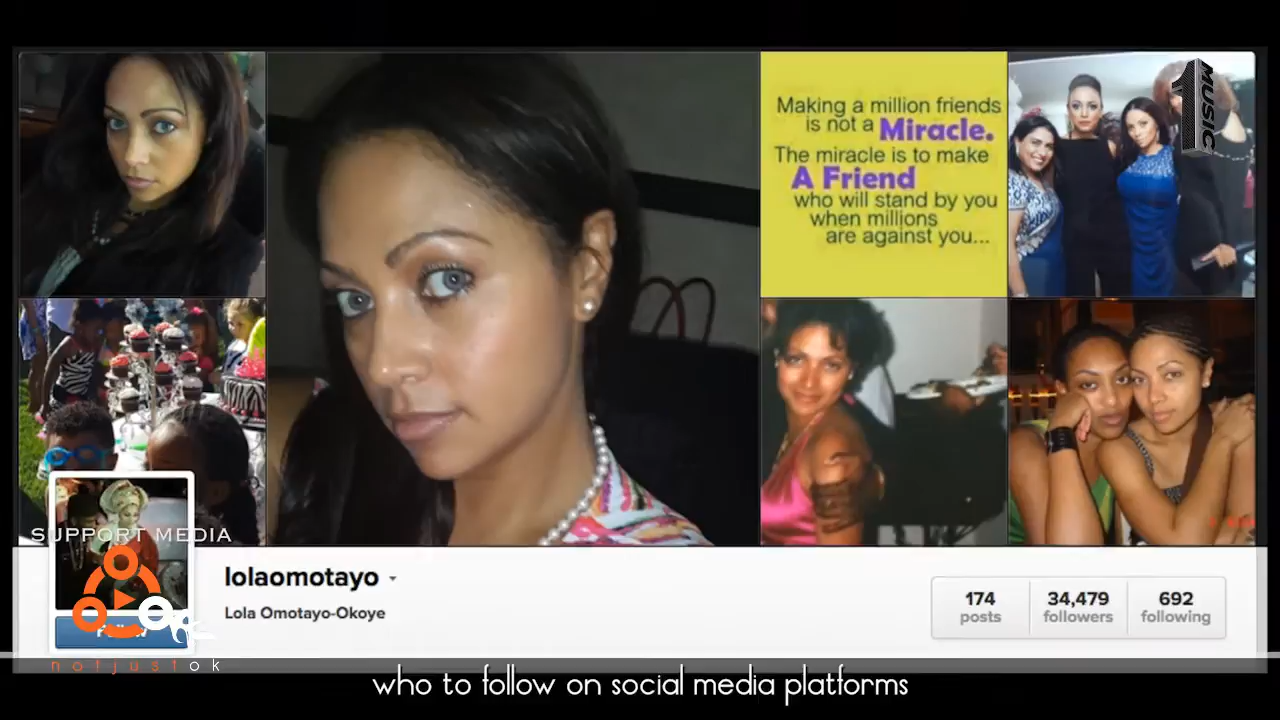 Making a million friends
is not a Miracle.
The miracle is to make
A Friend
who will stand by you
when millions
are against you...
1 MUSIC
SUPPORT MEDIA
lolaomotayo
Lola Omotayo-Okoye
174 posts
34,479 followers
692 following
notjustok
who to follow on social media platforms